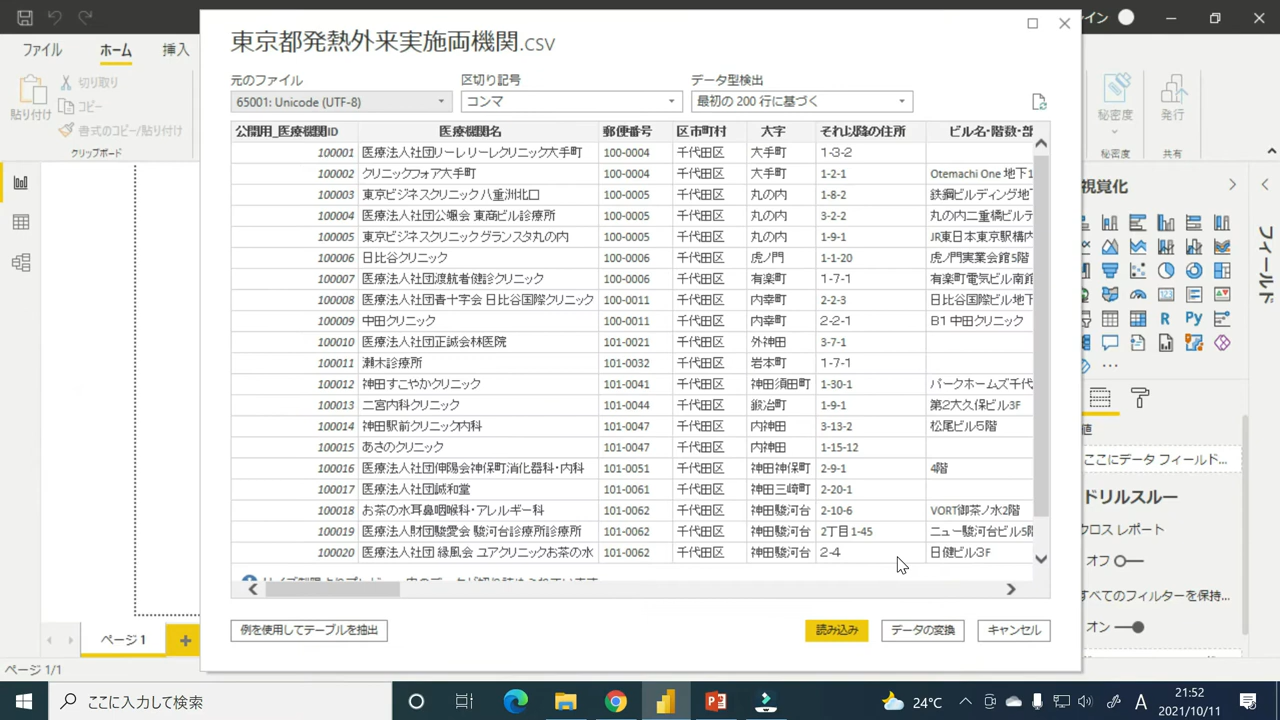 ファイル ホーム 挿入 イン
東京都発熱外来実施両機関.CSV
元のファイル 区切り記号 データ型検出
65001: Unicode (UTF-8) コンマ 最初の 200 行に基づく
貼り付け 切り取り
コピー
書式のコピー/貼り付け
クリップボード
秘密度 発行
秘密度 共有
公開用_医療機関ID 医療機関名 郵便番号 区市町村 大字 それ以降の住所 ビル名・階数・部
100001 医療法人社団リーレリーレクリニック大手町 100-0004 千代田区 大手町 1-3-2
100002 クリニックフォア大手町 100-0004 千代田区 大手町 1-2-1 Otemachi One 地下1
100003 東京ビジネスクリニック 八重洲北口 100-0005 千代田区 丸の内 1-8-2 鉄鋼ビルディング地下
100004 医療法人社団公𡌛会 東商ビル診療所 100-0005 千代田区 丸の内 3-2-2 丸の内二重橋ビルデ
100005 東京ビジネスクリニック グランスタ丸の内 100-0005 千代田区 丸の内 1-9-1 JR東日本東京駅構内
100006 日比谷クリニック 100-0006 千代田区 虎ノ門 1-1-20 虎ノ門実業会館5階
100007 医療法人社団渡航者健診クリニック 100-0006 千代田区 有楽町 1-7-1 有楽町電気ビル南館
100008 医療法人社団青十字会 日比谷国際クリニック 100-0011 千代田区 内幸町 2-2-3 日比谷国際ビル地下
100009 中田クリニック 100-0011 千代田区 内幸町 2-2-1 B1 中田クリニック
100010 医療法人社団正誠会林医院 101-0021 千代田区 外神田 3-7-1
100011 瀬木診療所 101-0032 千代田区 岩本町 1-7-1
100012 神田すこやかクリニック 101-0041 千代田区 神田須田町 1-30-1 パークホームズ千代
100013 二宮内科クリニック 101-0044 千代田区 鍛冶町 1-9-1 第2大久保ビル3F
100014 神田駅前クリニック内科 101-0047 千代田区 内神田 3-13-2 松尾ビル5階
100015 あさのクリニック 101-0047 千代田区 内神田 1-15-12
100016 医療法人社団伸陽会神保町消化器科・内科 101-0051 千代田区 神田神保町 2-9-1 4階
100017 医療法人社団誠和堂 101-0061 千代田区 神田三崎町 2-20-1
100018 お茶の水耳鼻咽喉科・アレルギー科 101-0062 千代田区 神田駿河台 2-10-6 VORT御茶ノ水2階
100019 医療法人財団駿愛会 駿河台診療所診療所 101-0062 千代田区 神田駿河台 2丁目1-45 ニュー駿河台ビル5階
100020 医療法人社団 縁風会 ユアクリニックお茶の水 101-0062 千代田区 神田駿河台 2-4 日健ビル3F
例を使用してテーブルを抽出 読み込み データの変換 キャンセル
視覚化
フィールド
R Py
値
ここにデータ フィールド...
ドリルスルー
クロス レポート
オフ
すべてのフィルターを保持...
オン
ページ 1
ページ 1/1
ここに入力して検索 24°C A 21:52
2021/10/11